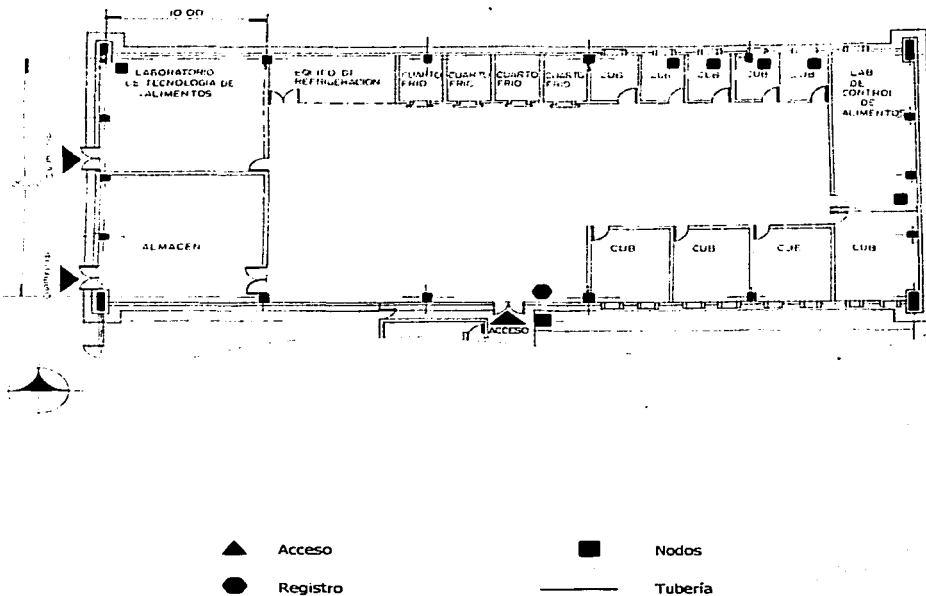 10.00
LABORATORIO
DE TECNOLOGIA DE
ALIMENTOS
EQUIPO DE
REFRIGERACION
CUARTO
FRIO
CUARTO
FRIO
CUARTO
FRIO
CUARTO
FRIO
CUB
CUB
CUB
CUB
CUB
LAB
DE
CONTROL
DE
ALIMENTOS
ALMACEN
CUB
CUB
CUB
CUB
ACCESO
Acceso
Nodos
Registro
Tubería